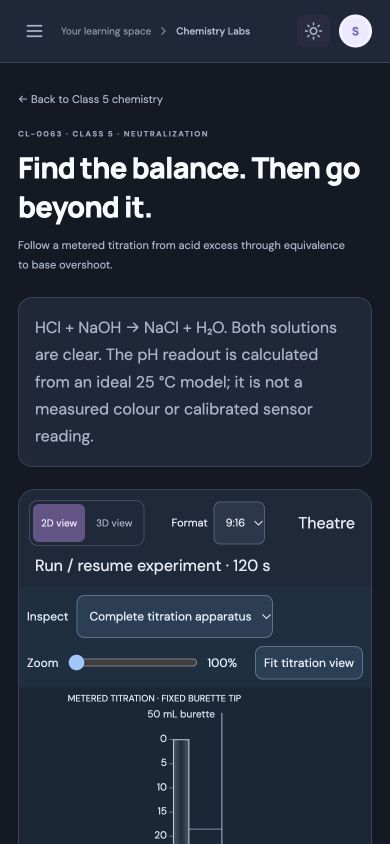 Your learning space > Chemistry Labs S
← Back to Class 5 chemistry
CL-0063 · CLASS 5 · NEUTRALIZATION
Find the balance. Then go
beyond it.
Follow a metered titration from acid excess through equivalence
to base overshoot.
HCl + NaOH → NaCl + H₂O. Both solutions
are clear. The pH readout is calculated
from an ideal 25 °C model; it is not a
measured colour or calibrated sensor
reading.
2D view 3D view Format 9:16 Theatre
Run / resume experiment · 120 s
Inspect Complete titration apparatus
Zoom 100% Fit titration view
METERED TITRATION · FIXED BURETTE TIP
50 mL burette
0
5
10
15
20